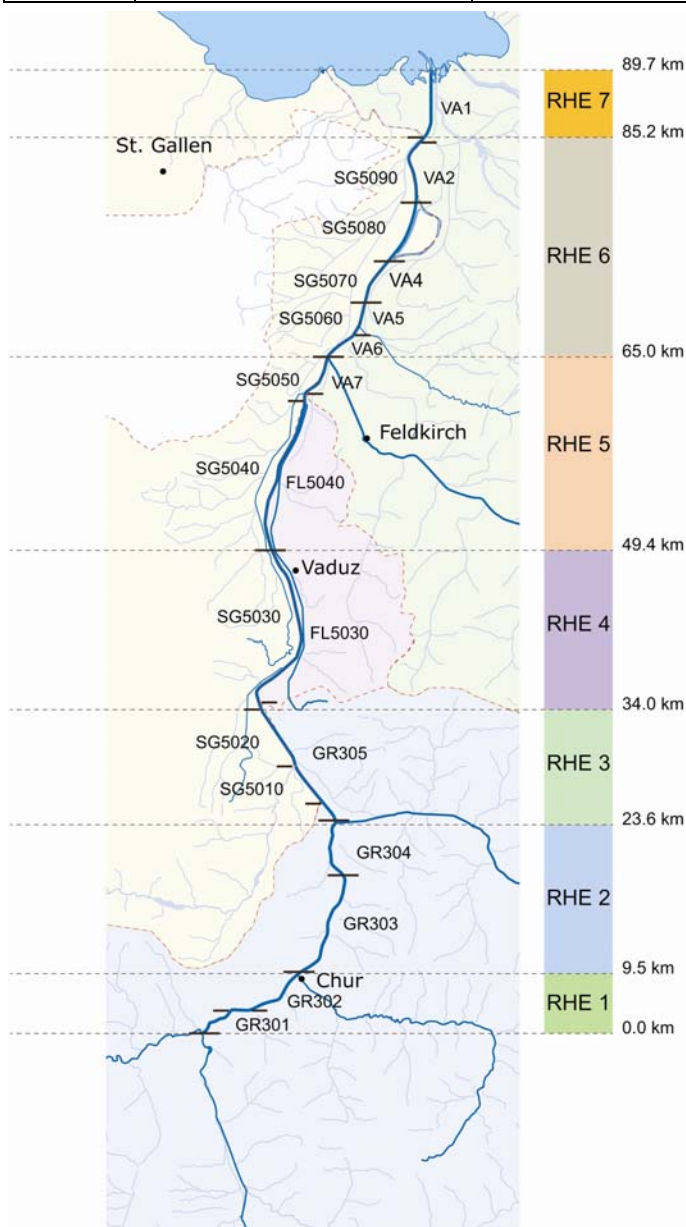 89.7 km
VA1
RHE 7
85.2 km
St. Gallen
SG5090
VA2
SG5080
RHE 6
SG5070
VA4
SG5060
VA5
VA6
65.0 km
SG5050
VA7
Feldkirch
RHE 5
SG5040
FL5040
49.4 km
Vaduz
SG5030
RHE 4
FL5030
34.0 km
SG5020
GR305
RHE 3
SG5010
23.6 km
GR304
RHE 2
GR303
9.5 km
Chur
GR302
RHE 1
GR301
0.0 km